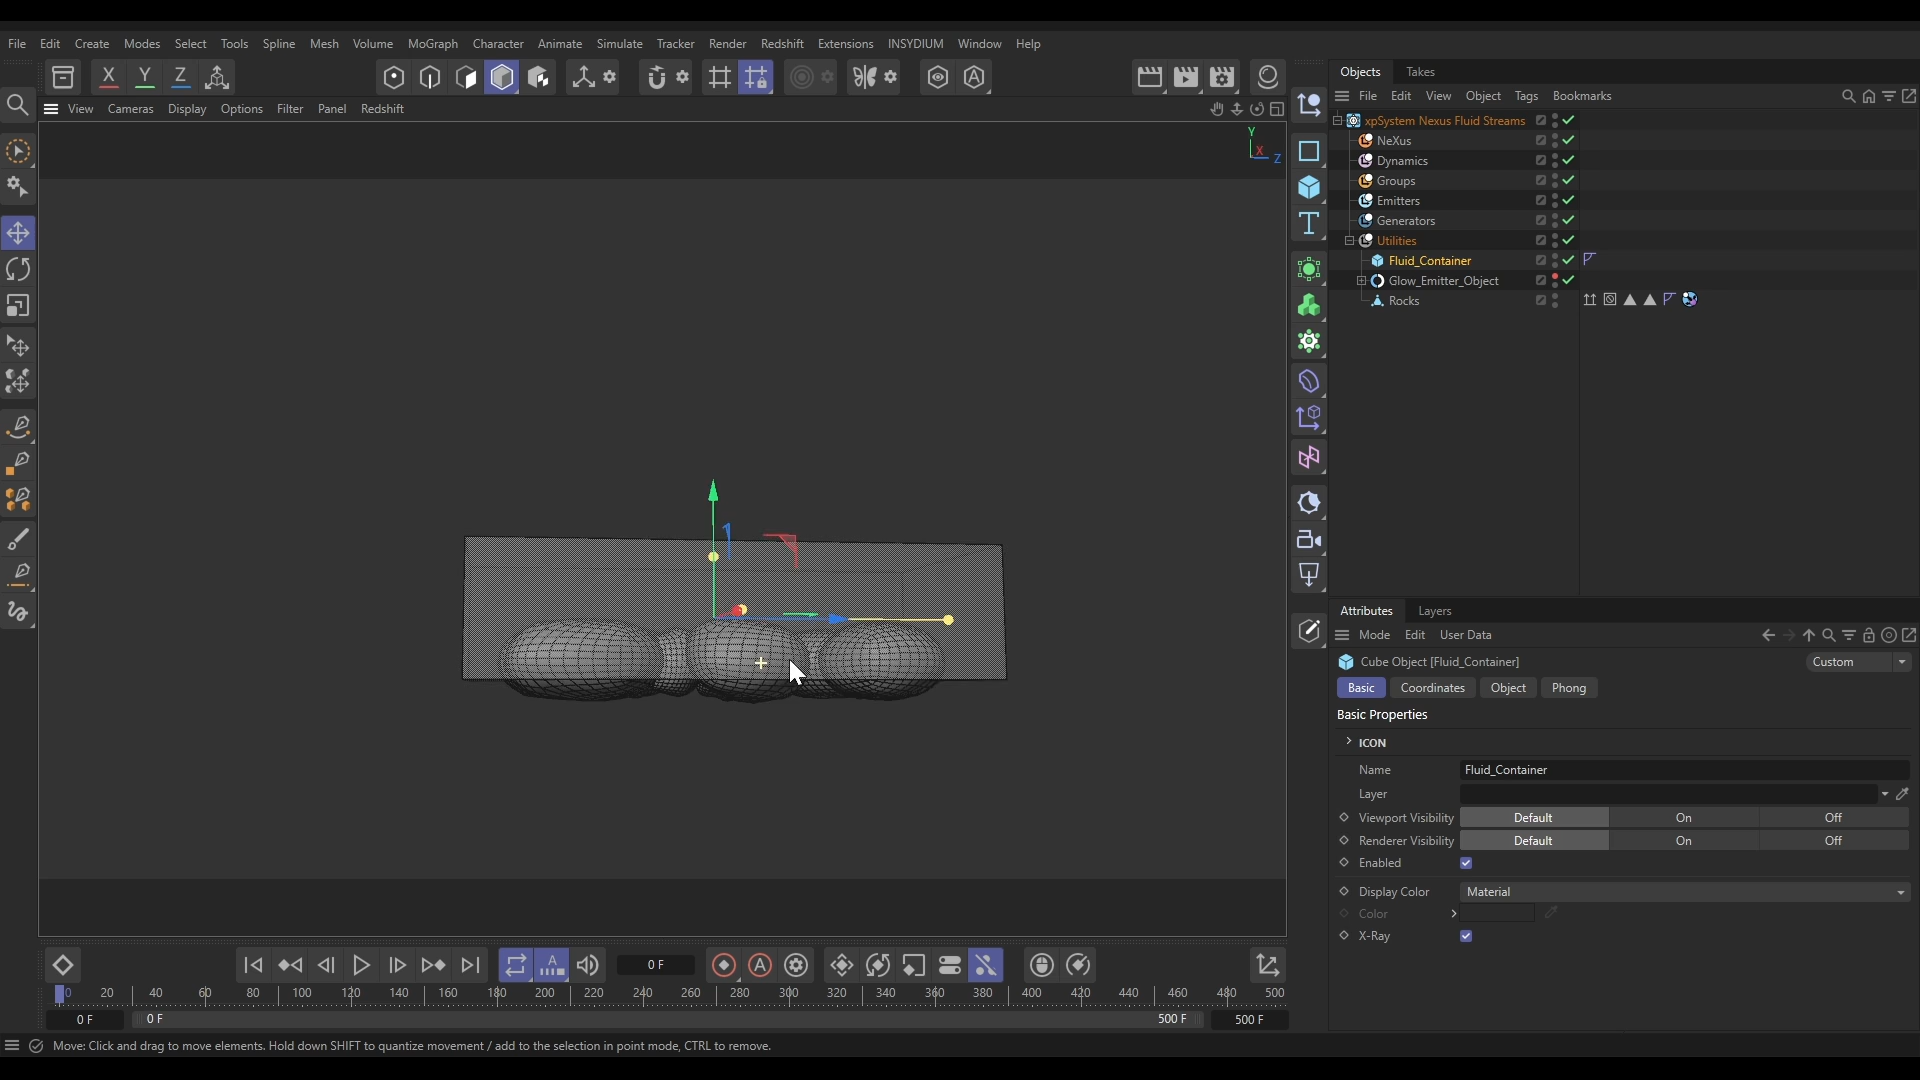 File Edit Create Modes Select Tools Spline Mesh Volume MoGraph Character Animate Simulate Tracker Render Redshift Extensions INSYDIUM Window Help
X Y Z
View Cameras Display Options Filter Panel Redshift
Y
X
Z
Objects Takes
File Edit View Object Tags Bookmarks
xpSystem Nexus Fluid Streams
NeXus
Dynamics
Groups
Emitters
Generators
Utilities
Fluid_Container
Glow_Emitter_Object
Rocks
Attributes Layers
Mode Edit User Data
Cube Object [Fluid_Container]
Custom
Basic Coordinates Object Phong
Basic Properties
ICON
Name Fluid_Container
Layer
Viewport Visibility Default On Off
Renderer Visibility Default On Off
Enabled
Display Color Material
Color
X-Ray
0 F
0 20 40 60 80 100 120 140 160 180 200 220 240 260 280 300 320 340 360 380 400 420 440 460 480 500
0 F 0 F 500 F 500 F
Move: Click and drag to move elements. Hold down SHIFT to quantize movement / add to the selection in point mode, CTRL to remove.